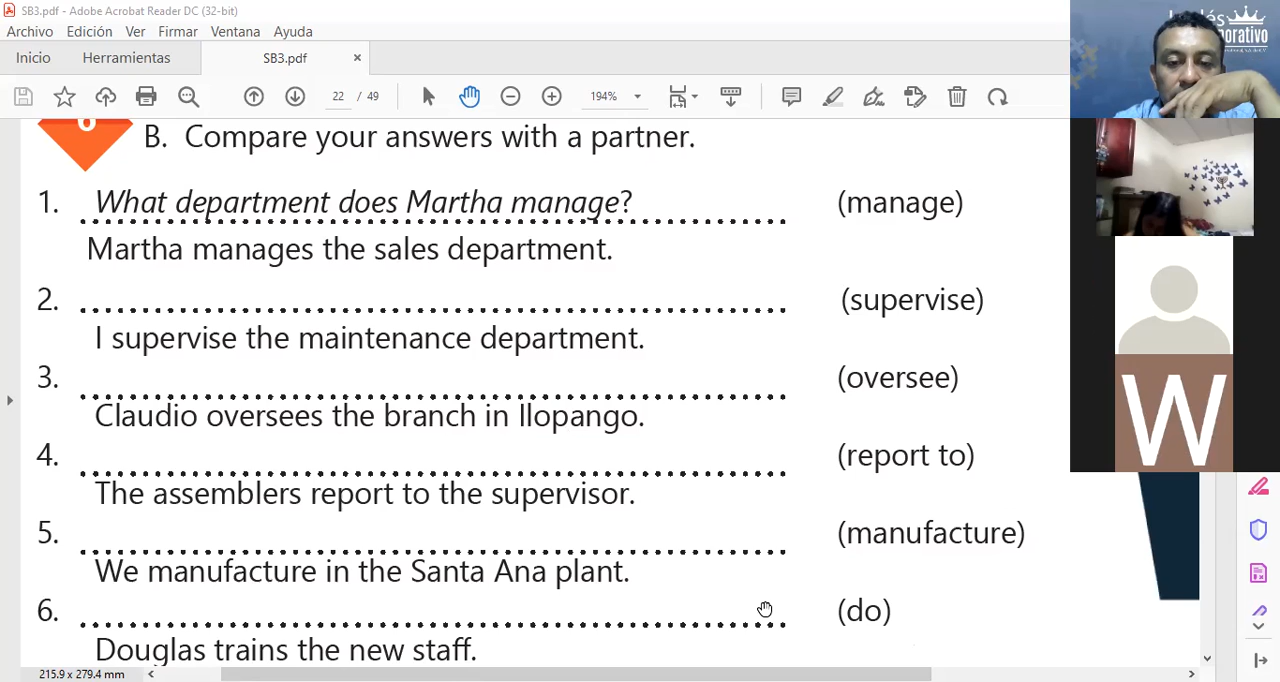 SB3.pdf - Adobe Acrobat Reader DC (32-bit)
Archivo Edición Ver Firmar Ventana Ayuda
Inicio Herramientas SB3.pdf ×
22 / 49 194%
6
B. Compare your answers with a partner.
1. What department does Martha manage? (manage)
Martha manages the sales department.
2. (supervise)
I supervise the maintenance department.
3. (oversee)
Claudio oversees the branch in Ilopango.
4. (report to)
The assemblers report to the supervisor.
5. (manufacture)
We manufacture in the Santa Ana plant.
6. (do)
Douglas trains the new staff.
215.9 x 279.4 mm
W